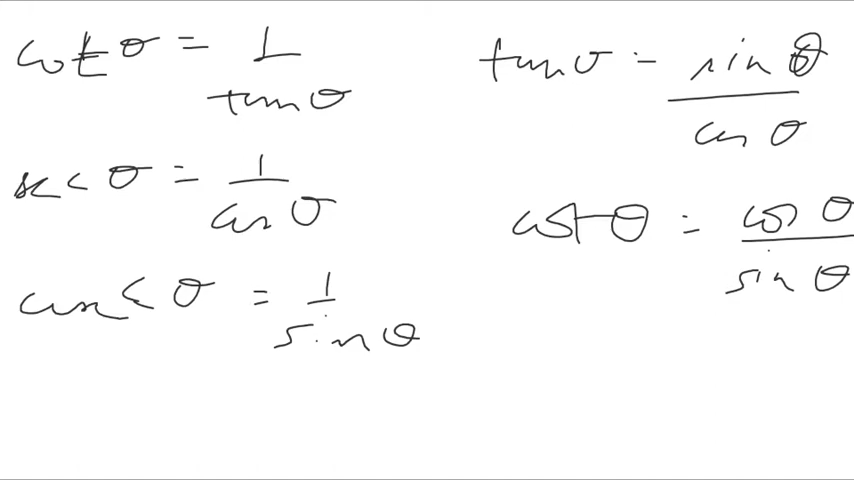 cot θ = 1 / tan θ
sec θ = 1 / cos θ
cosec θ = 1 / sin θ
tan θ = sin θ / cos θ
cot θ = cos θ / sin θ